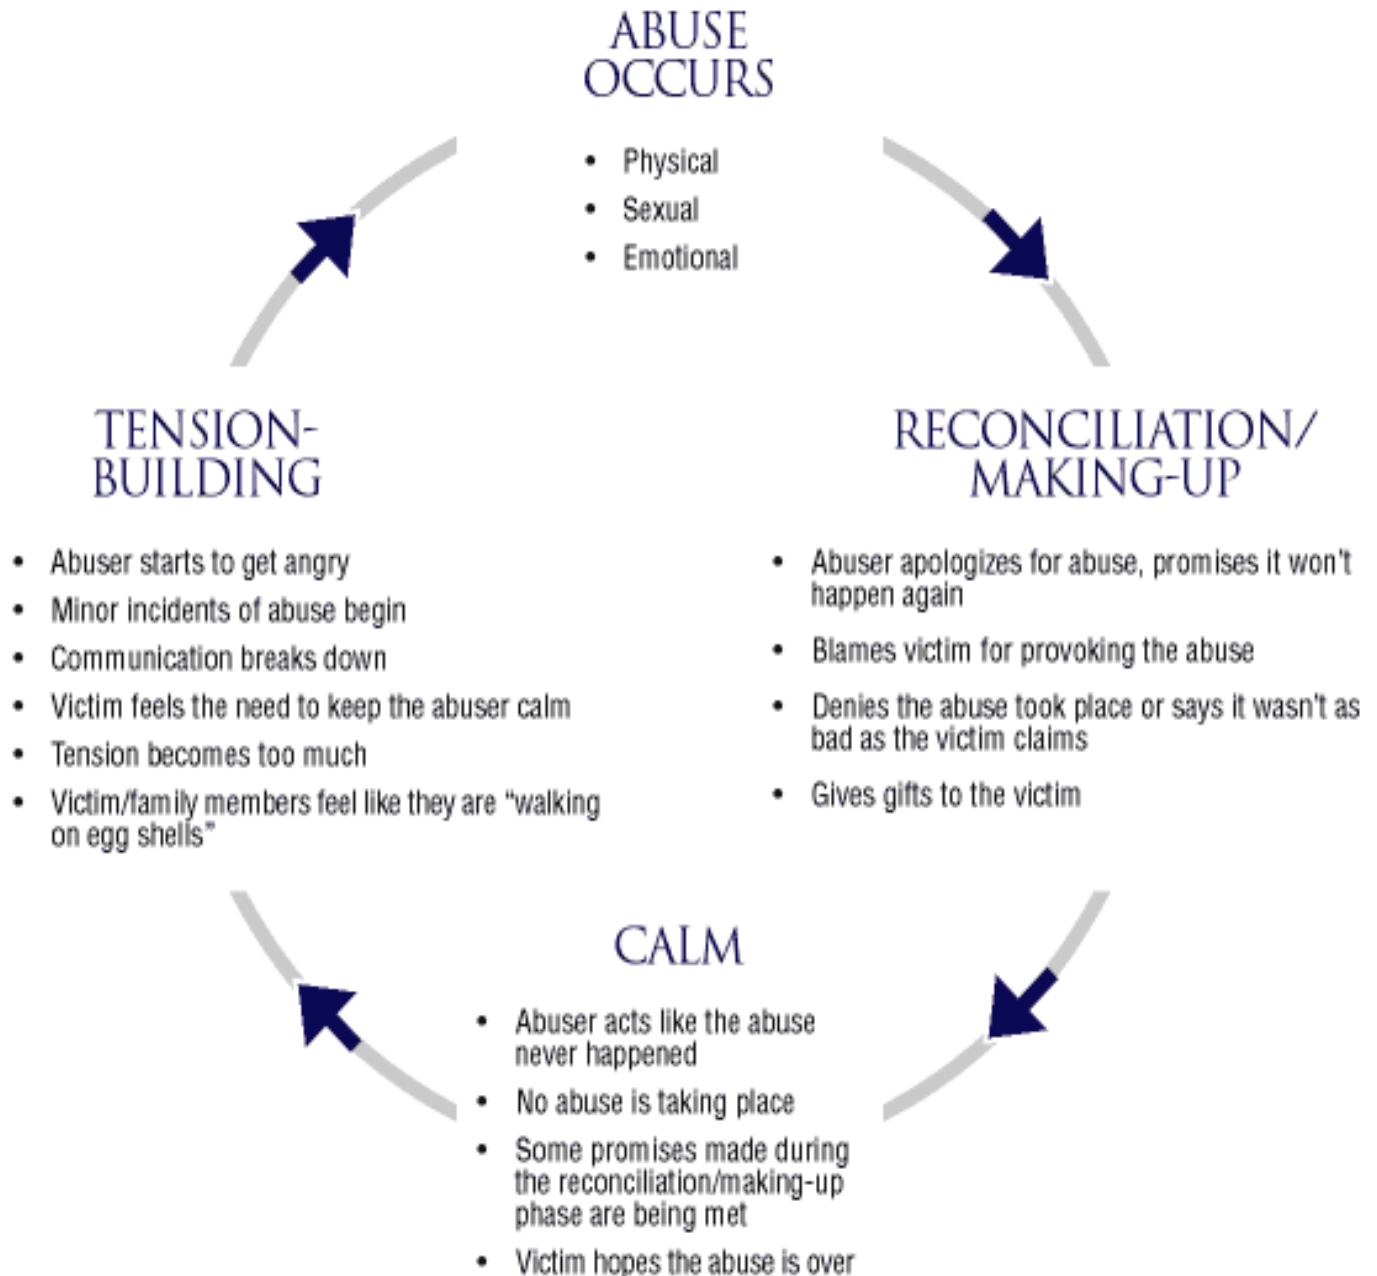 ABUSE
OCCURS
• Physical
• Sexual
• Emotional
TENSION-
BUILDING
• Abuser starts to get angry
• Minor incidents of abuse begin
• Communication breaks down
• Victim feels the need to keep the abuser calm
• Tension becomes too much
• Victim/family members feel like they are “walking
on egg shells”
RECONCILIATION/
MAKING-UP
• Abuser apologizes for abuse, promises it won't
happen again
• Blames victim for provoking the abuse
• Denies the abuse took place or says it wasn't as
bad as the victim claims
• Gives gifts to the victim
CALM
• Abuser acts like the abuse
never happened
• No abuse is taking place
• Some promises made during
the reconciliation/making-up
phase are being met
• Victim hopes the abuse is over